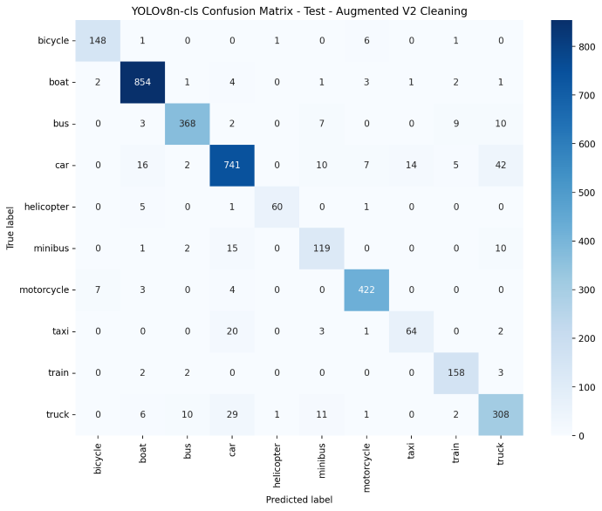 YOLOv8n-cls Confusion Matrix - Test - Augmented V2 Cleaning
bicycle 148 1 0 0 1 0 6 0 1 0
boat 2 854 1 4 0 1 3 1 2 1
bus 0 3 368 2 0 7 0 0 9 10
car 0 16 2 741 0 10 7 14 5 42
helicopter 0 5 0 1 60 0 1 0 0 0
minibus 0 1 2 15 0 119 0 0 0 10
motorcycle 7 3 0 4 0 0 422 0 0 0
taxi 0 0 0 20 0 3 1 64 0 2
train 0 2 2 0 0 0 0 0 158 3
truck 0 6 10 29 1 11 1 0 2 308
bicycle boat bus car helicopter minibus motorcycle taxi train truck
Predicted label
True label
800
700
600
500
400
300
200
100
0